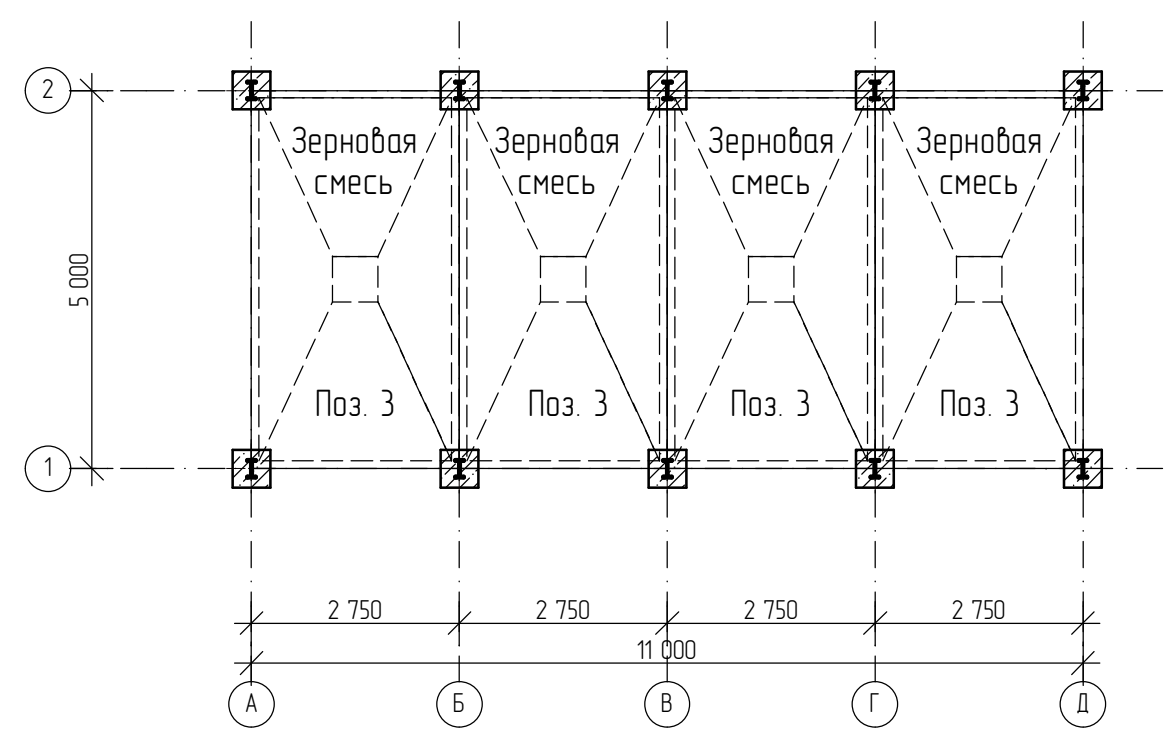 2
Зерновая
смесь
Зерновая
смесь
Зерновая
смесь
Зерновая
смесь
5 000
Поз. 3
Поз. 3
Поз. 3
Поз. 3
1
2 750
2 750
2 750
2 750
11 000
А
Б
В
Г
Д